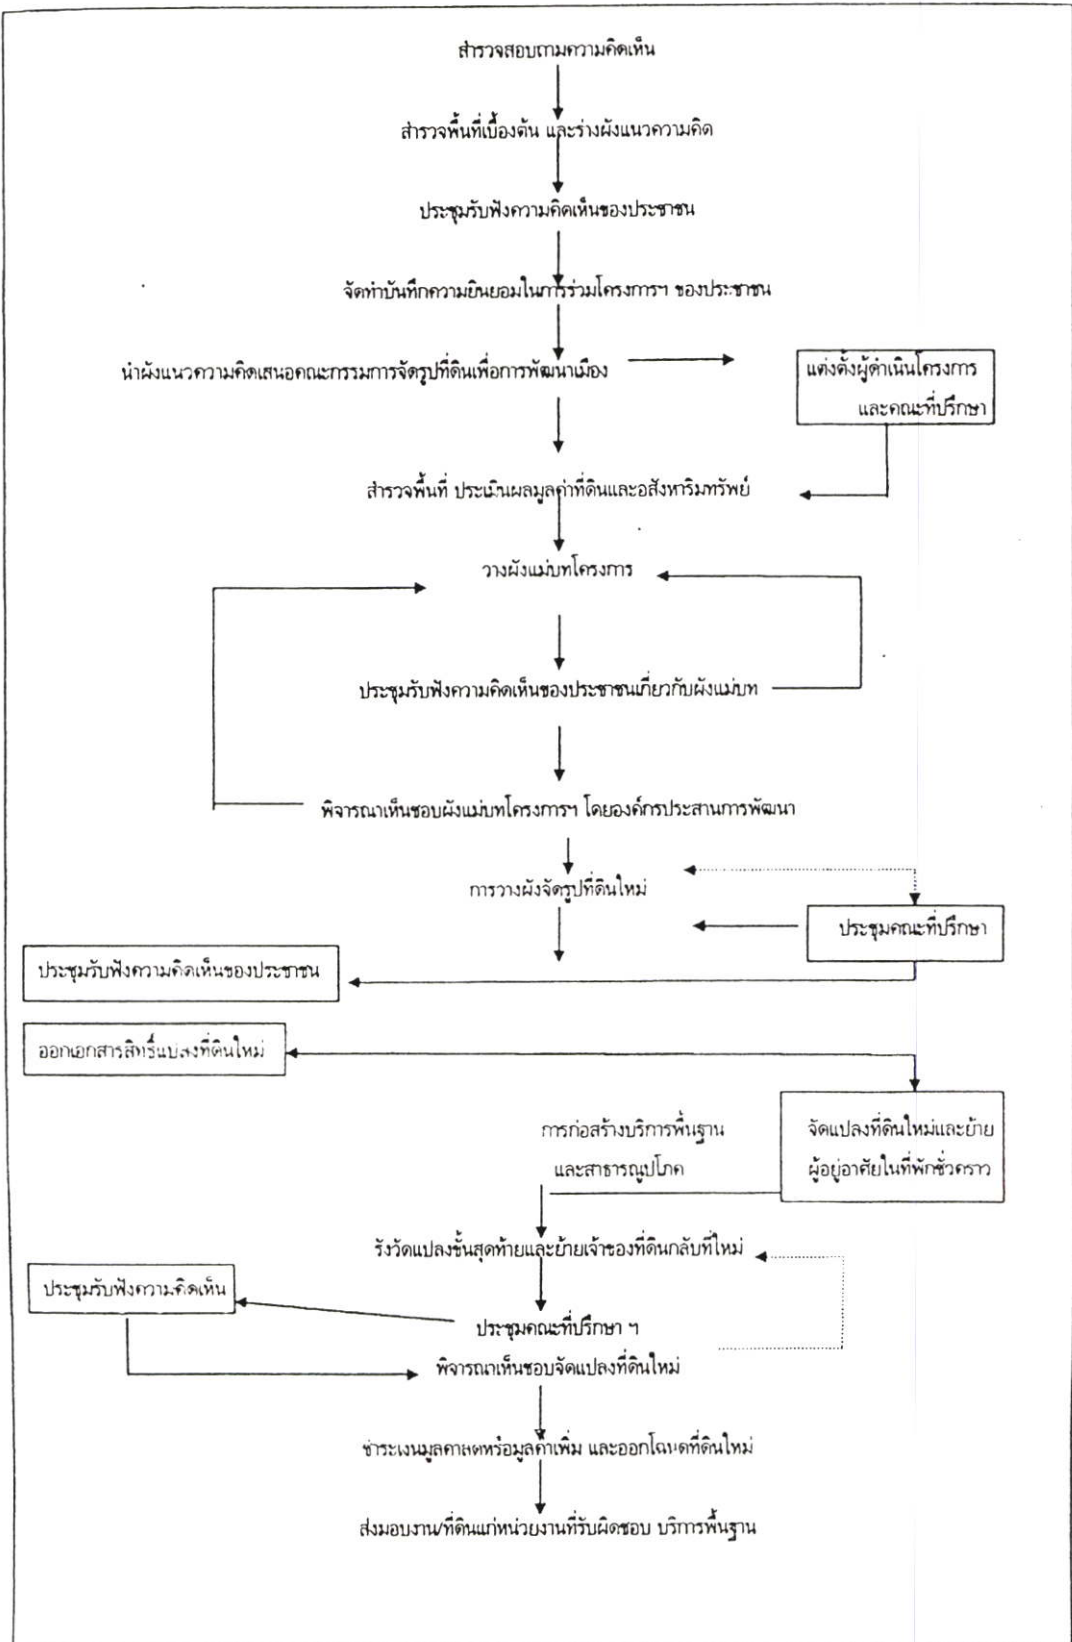 สำรวจสอบถามความคิดเห็น
สำรวจพื้นที่เบื้องต้น และร่างผังแนวความคิด
ประชุมรับฟังความคิดเห็นของประชาชน
จัดทำบันทึกความยินยอมในการร่วมโครงการฯ ของประชาชน
นำผังแนวความคิดเสนอคณะกรรมการจัดรูปที่ดินเพื่อการพัฒนาเมือง
แต่งตั้งผู้ดำเนินโครงการ
และคณะที่ปรึกษา
สำรวจพื้นที่ ประเมินผลมูลค่าที่ดินและอสังหาริมทรัพย์
วางผังแม่บทโครงการ
ประชุมรับฟังความคิดเห็นของประชาชนเกี่ยวกับผังแม่บท
พิจารณาเห็นชอบผังแม่บทโครงการฯ โดยองค์กรประสานการพัฒนา
การวางผังจัดรูปที่ดินใหม่
ประชุมคณะที่ปรึกษา
ประชุมรับฟังความคิดเห็นของประชาชน
ออกเอกสารสิทธิ์แปลงที่ดินใหม่
การก่อสร้างบริการพื้นฐาน
และสาธารณูปโภค
จัดแปลงที่ดินใหม่และย้าย
ผู้อยู่อาศัยในที่พักชั่วคราว
รังวัดแปลงขั้นสุดท้ายและย้ายเจ้าของที่ดินกลับที่ใหม่
ประชุมรับฟังความคิดเห็น
ประชุมคณะที่ปรึกษา ฯ
พิจารณาเห็นชอบจัดแปลงที่ดินใหม่
ชำระเงินมูลค่าลดหรือมูลค่าเพิ่ม และออกโฉนดที่ดินใหม่
ส่งมอบงาน/ที่ดินแก่หน่วยงานที่รับผิดชอบ บริการพื้นฐาน